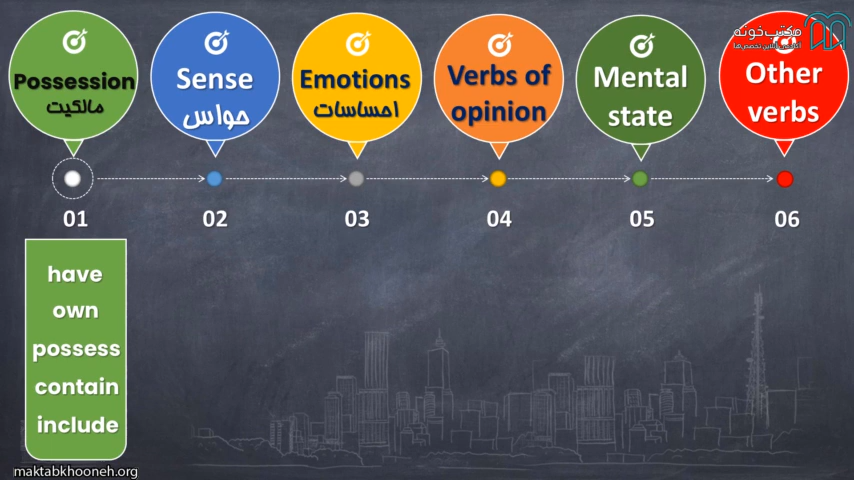 Possession
مالکیت
Sense
حواس
Emotions
احساسات
Verbs of
opinion
Mental
state
Other
verbs
مکتب‌خونه
01
02
03
04
05
06
have
own
possess
contain
include
maktabkhooneh.org